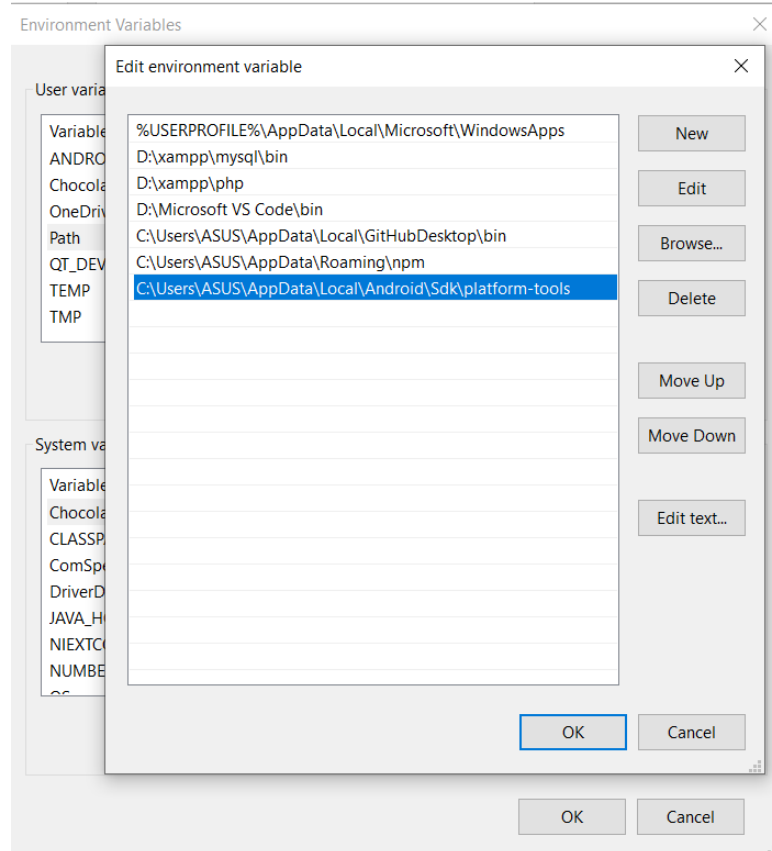 Environment Variables
Edit environment variable
User varia
Variable
ANDRO
Chocola
OneDriv
Path
QT_DEV
TEMP
TMP
%USERPROFILE%\AppData\Local\Microsoft\WindowsApps
D:\xampp\mysql\bin
D:\xampp\php
D:\Microsoft VS Code\bin
C:\Users\ASUS\AppData\Local\GitHubDesktop\bin
C:\Users\ASUS\AppData\Roaming\npm
C:\Users\ASUS\AppData\Local\Android\Sdk\platform-tools
New
Edit
Browse...
Delete
Move Up
Move Down
Edit text...
System va
Variable
Chocola
CLASSP
ComSpe
DriverD
JAVA_H
NIEXTC
NUMBE
OK
Cancel
OK
Cancel